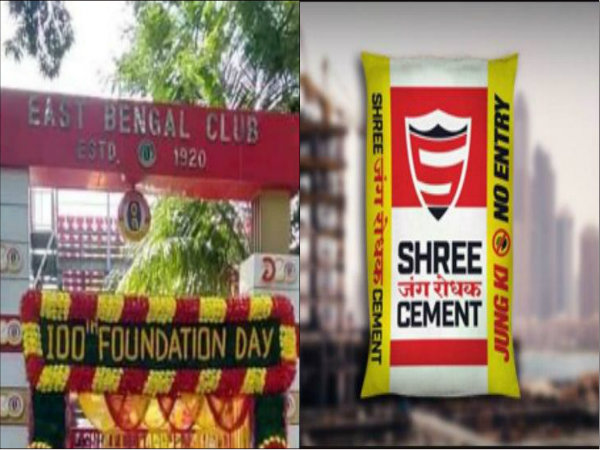 EAST BENGAL CLUB
ESTD. 1920
100TH FOUNDATION DAY
SHREE जंग रोधक CEMENT
SHREE
जंग रोधक
CEMENT
JUNG KI NO ENTRY